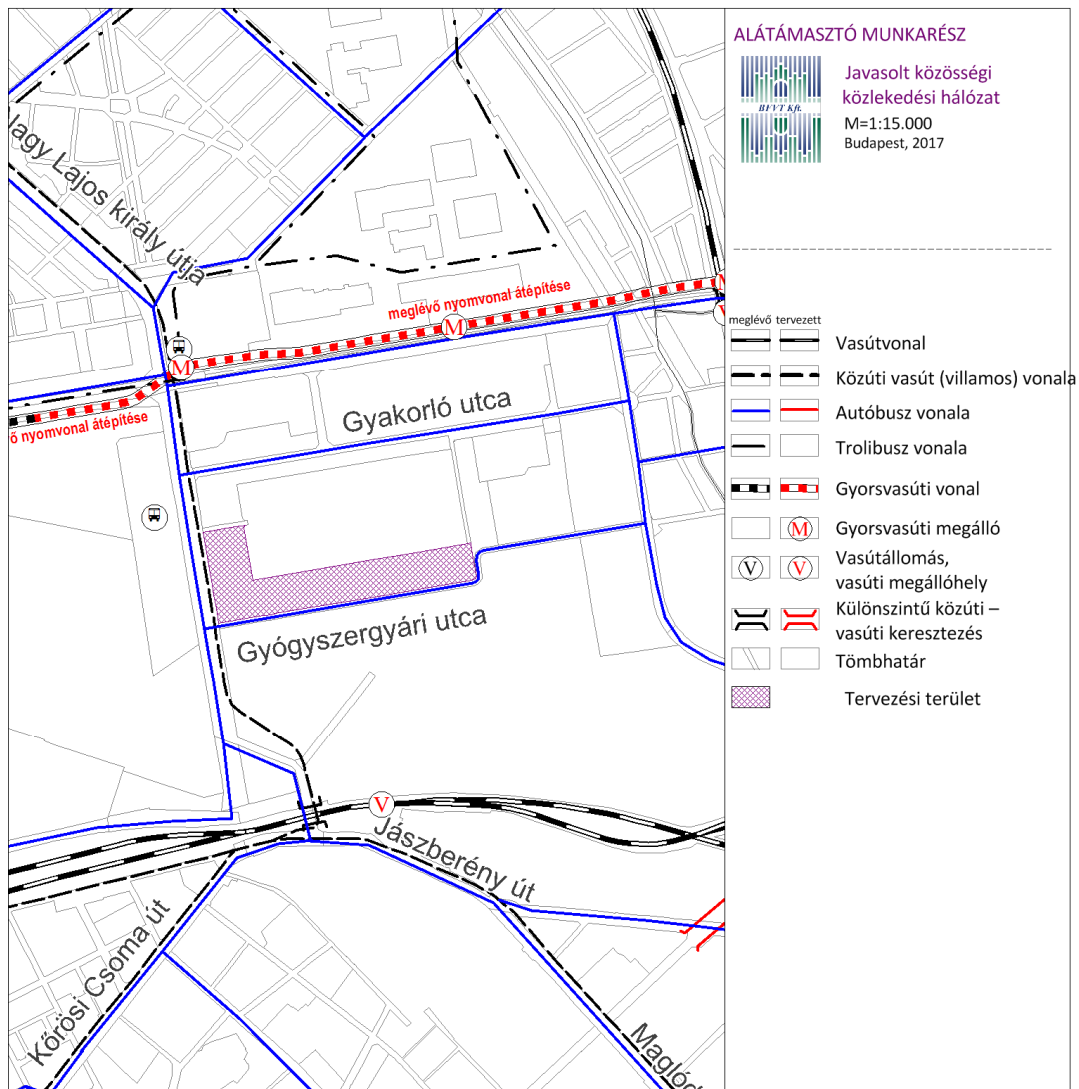 ALÁTÁMASZTÓ MUNKARÉSZ
BFVT Kft.
Javasolt közösségi
közlekedési hálózat
M=1:15.000
Budapest, 2017
meglévő tervezett
Vasútvonal
Közúti vasút (villamos) vonala
Autóbusz vonala
Trolibusz vonala
Gyorsvasúti vonal
M
Gyorsvasúti megálló
V
V
Vasútállomás,
vasúti megállóhely
Különszintű közúti –
vasúti keresztezés
Tömbhatár
Tervezési terület
lagy Lajos király útja
meglévő nyomvonal átépítése
M
M
ő nyomvonal átépítése
Gyakorló utca
Gyógyszergyári utca
V
Jászberény út
Kőrösi Csoma út
Maglód